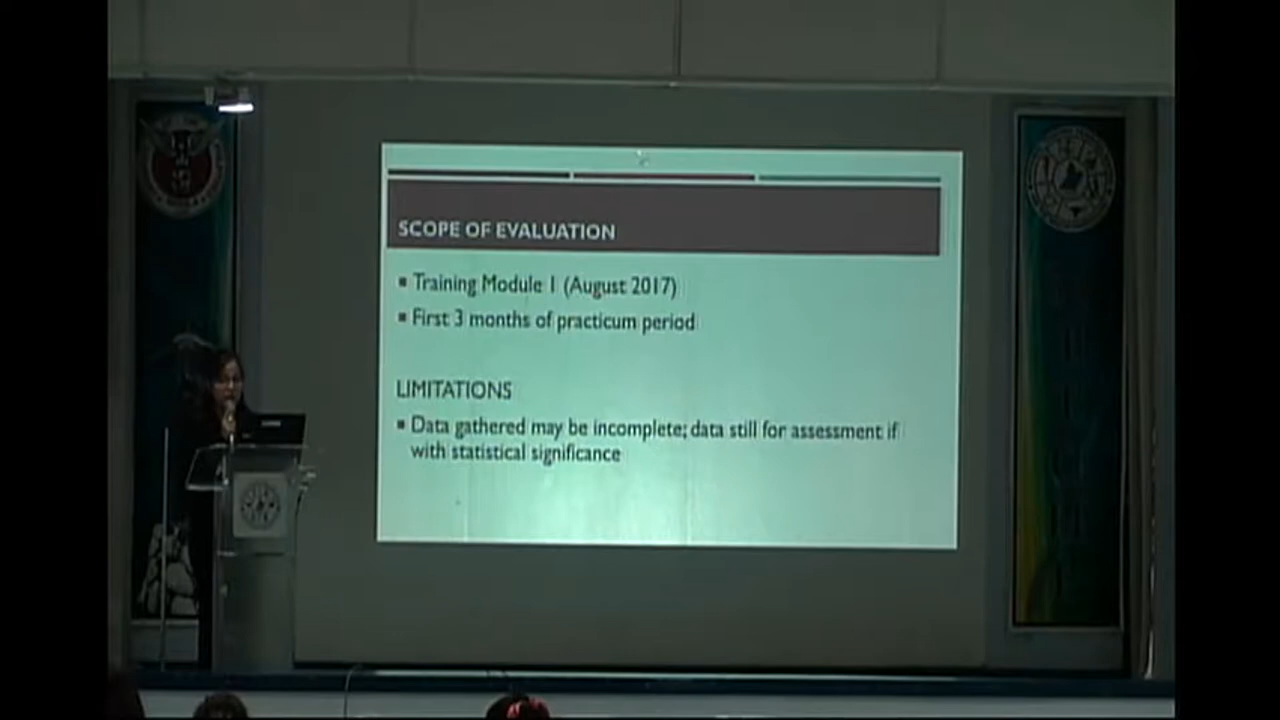 SCOPE OF EVALUATION
▪ Training Module 1 (August 2017)
▪ First 3 months of practicum period
LIMITATIONS
▪ Data gathered may be incomplete; data still for assessment if
with statistical significance